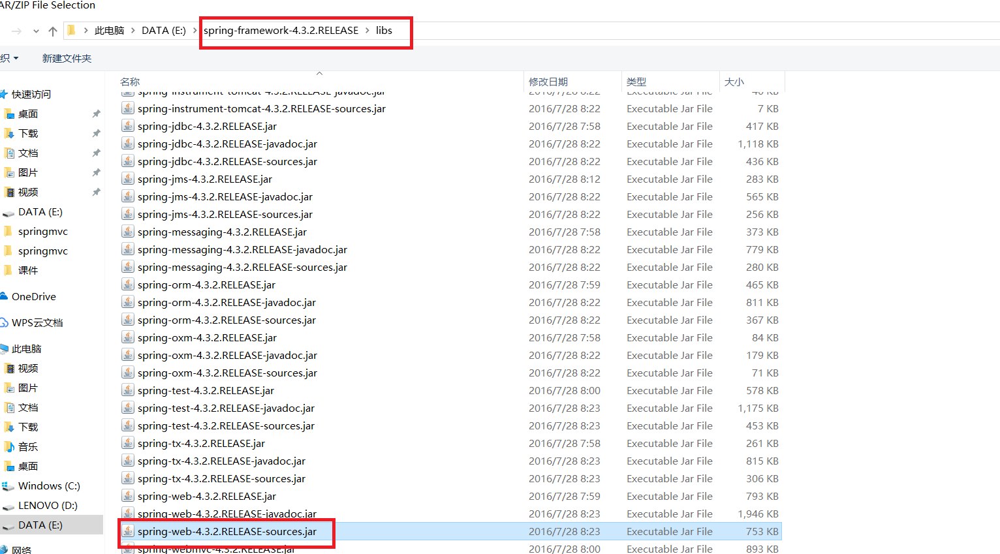 AR/ZIP File Selection
此电脑 > DATA (E:) > spring-framework-4.3.2.RELEASE > libs
织 新建文件夹
名称 修改日期 类型 大小
spring-instrument-tomcat-4.3.2.RELEASE-javadoc.jar 2016/7/28 8:22 Executable Jar File 46 KB
spring-instrument-tomcat-4.3.2.RELEASE-sources.jar 2016/7/28 8:22 Executable Jar File 7 KB
spring-jdbc-4.3.2.RELEASE.jar 2016/7/28 7:58 Executable Jar File 417 KB
spring-jdbc-4.3.2.RELEASE-javadoc.jar 2016/7/28 8:22 Executable Jar File 1,118 KB
spring-jdbc-4.3.2.RELEASE-sources.jar 2016/7/28 8:22 Executable Jar File 436 KB
spring-jms-4.3.2.RELEASE.jar 2016/7/28 8:12 Executable Jar File 283 KB
spring-jms-4.3.2.RELEASE-javadoc.jar 2016/7/28 8:22 Executable Jar File 565 KB
spring-jms-4.3.2.RELEASE-sources.jar 2016/7/28 8:22 Executable Jar File 256 KB
spring-messaging-4.3.2.RELEASE.jar 2016/7/28 7:58 Executable Jar File 373 KB
spring-messaging-4.3.2.RELEASE-javadoc.jar 2016/7/28 8:22 Executable Jar File 779 KB
spring-messaging-4.3.2.RELEASE-sources.jar 2016/7/28 8:22 Executable Jar File 280 KB
spring-orm-4.3.2.RELEASE.jar 2016/7/28 7:59 Executable Jar File 465 KB
spring-orm-4.3.2.RELEASE-javadoc.jar 2016/7/28 8:22 Executable Jar File 811 KB
spring-orm-4.3.2.RELEASE-sources.jar 2016/7/28 8:22 Executable Jar File 367 KB
spring-oxm-4.3.2.RELEASE.jar 2016/7/28 7:58 Executable Jar File 84 KB
spring-oxm-4.3.2.RELEASE-javadoc.jar 2016/7/28 8:22 Executable Jar File 179 KB
spring-oxm-4.3.2.RELEASE-sources.jar 2016/7/28 8:22 Executable Jar File 71 KB
spring-test-4.3.2.RELEASE.jar 2016/7/28 8:00 Executable Jar File 578 KB
spring-test-4.3.2.RELEASE-javadoc.jar 2016/7/28 8:23 Executable Jar File 1,175 KB
spring-test-4.3.2.RELEASE-sources.jar 2016/7/28 8:23 Executable Jar File 453 KB
spring-tx-4.3.2.RELEASE.jar 2016/7/28 7:58 Executable Jar File 261 KB
spring-tx-4.3.2.RELEASE-javadoc.jar 2016/7/28 8:23 Executable Jar File 815 KB
spring-tx-4.3.2.RELEASE-sources.jar 2016/7/28 8:23 Executable Jar File 306 KB
spring-web-4.3.2.RELEASE.jar 2016/7/28 7:59 Executable Jar File 793 KB
spring-web-4.3.2.RELEASE-javadoc.jar 2016/7/28 8:23 Executable Jar File 1,946 KB
spring-web-4.3.2.RELEASE-sources.jar 2016/7/28 8:23 Executable Jar File 753 KB
spring-webmvc-4.3.2.RELEASE.jar 2016/7/28 8:00 Executable Jar File 893 KB
快速访问
桌面
下载
文档
图片
视频
DATA (E:)
springmvc
springmvc
课件
OneDrive
WPS云文档
此电脑
视频
图片
文档
下载
音乐
桌面
Windows (C:)
LENOVO (D:)
DATA (E:)
网络